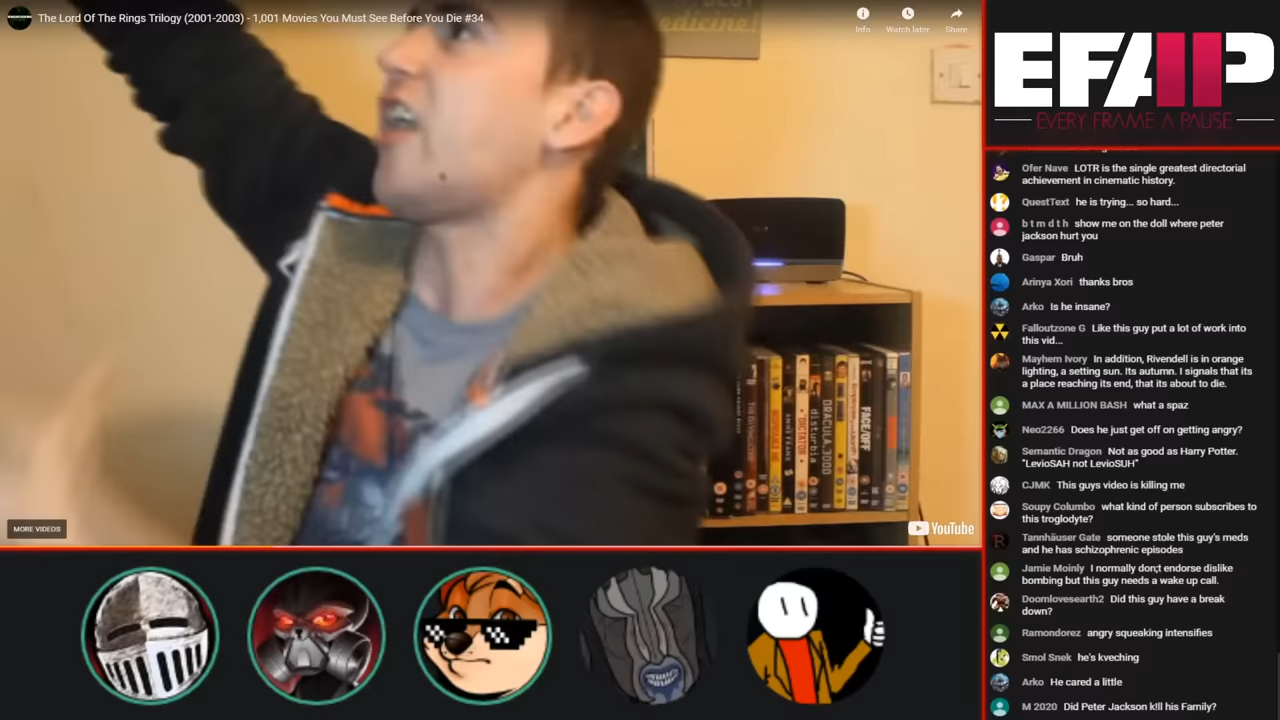 The Lord Of The Rings Trilogy (2001-2003) - 1,001 Movies You Must See Before You Die #34
Info
Watch later
Share
edicine!
EFAP
EVERY FRAME A PAUSE
Ofer Nave LOTR is the single greatest directorial
achievement in cinematic history.
QuestText he is trying... so hard...
b t m d t h show me on the doll where peter
jackson hurt you
Gaspar Bruh
Arinya Xori thanks bros
Arko Is he insane?
Falloutzone G Like this guy put a lot of work into
this vid...
Mayhem Ivory In addition, Rivendell is in orange
lighting, a setting sun. Its autumn. I signals that its
a place reaching its end, that its about to die.
MAX A MILLION BASH what a spaz
Neo2266 Does he just get off on getting angry?
Semantic Dragon Not as good as Harry Potter.
"LevioSAH not LevioSUH"
CJMK This guys video is killing me
Soupy Columbo what kind of person subscribes to
this troglodyte?
Tannhäuser Gate someone stole this guy's meds
and he has schizophrenic episodes
Jamie Moinly I normally don;t endorse dislike
bombing but this guy needs a wake up call.
Doomlovesearth2 Did this guy have a break
down?
Ramondorez angry squeaking intensifies
Smol Snek he's kveching
Arko He cared a little
M 2020 Did Peter Jackson k!ll his Family?
DICTATOR
disturbia
DRACULA 3000
FACE/OFF
MORE VIDEOS
YouTube